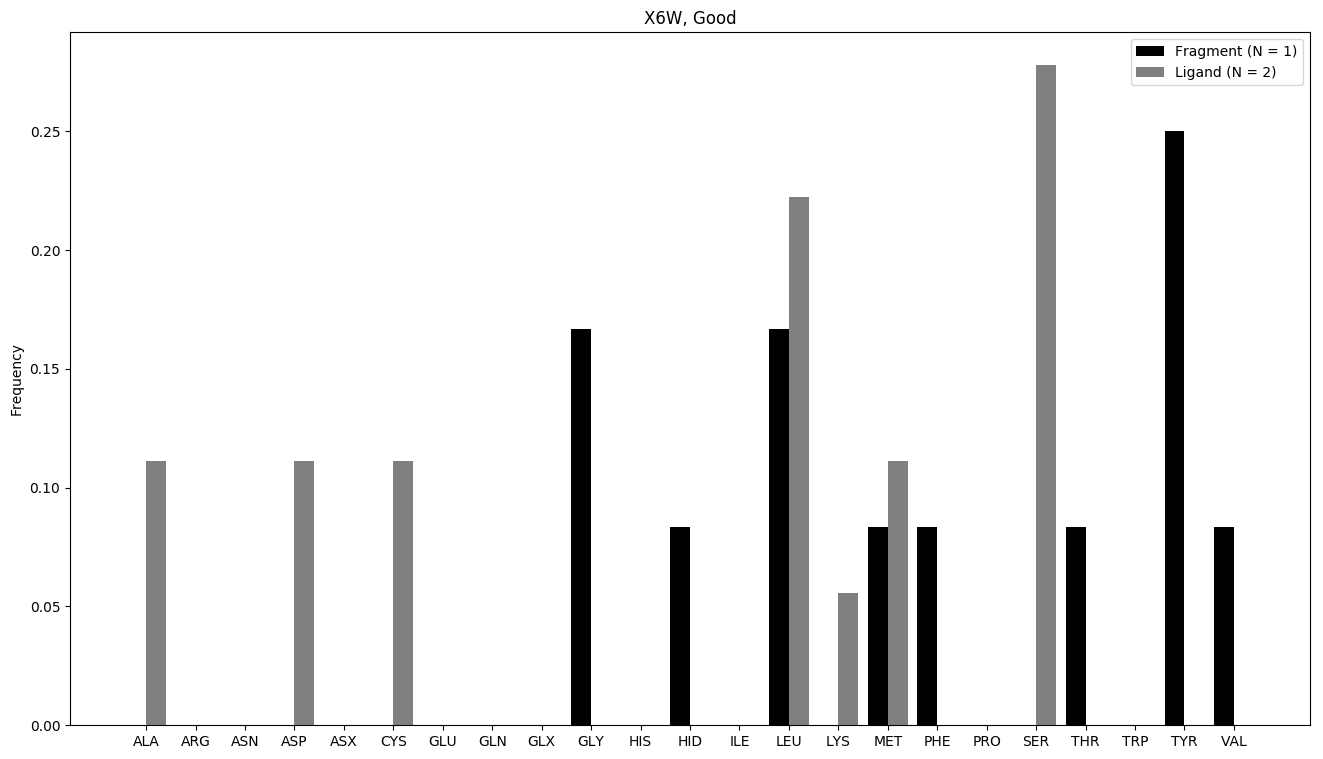 X6W, Good
Fragment (N = 1)
Ligand (N = 2)
Frequency
0.25
0.20
0.15
0.10
0.05
0.00
ALA ARG ASN ASP ASX CYS GLU GLN GLX GLY HIS HID ILE LEU LYS MET PHE PRO SER THR TRP TYR VAL